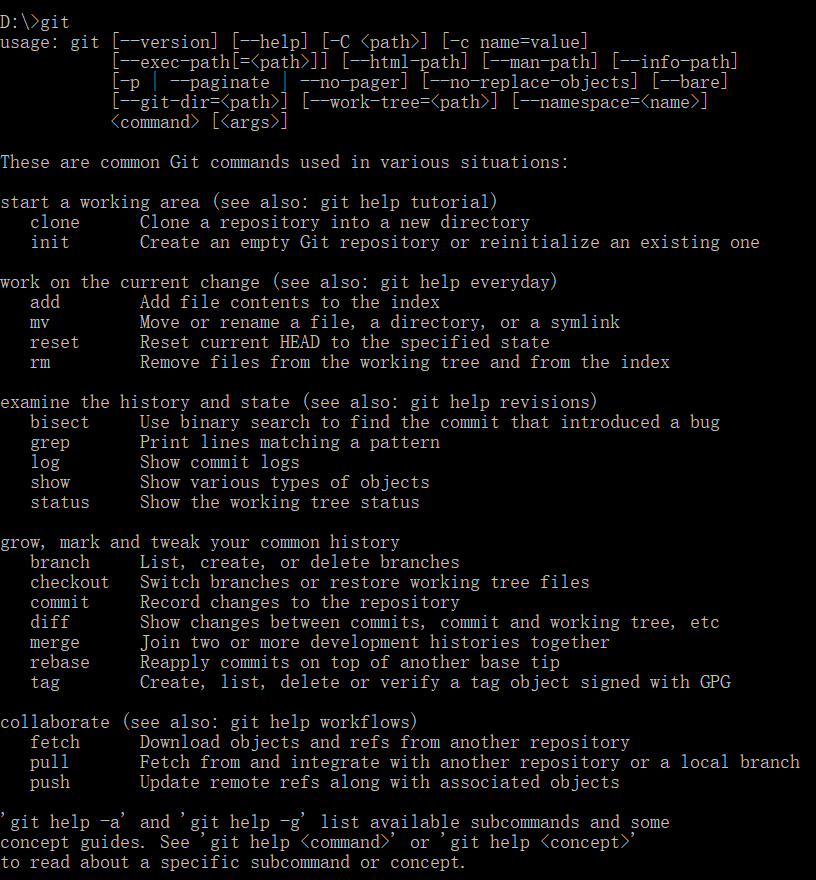 D:\>git
usage: git [--version] [--help] [-C <path>] [-c name=value]
           [--exec-path[=<path>]] [--html-path] [--man-path] [--info-path]
           [-p | --paginate | --no-pager] [--no-replace-objects] [--bare]
           [--git-dir=<path>] [--work-tree=<path>] [--namespace=<name>]
           <command> [<args>]

These are common Git commands used in various situations:

start a working area (see also: git help tutorial)
   clone      Clone a repository into a new directory
   init       Create an empty Git repository or reinitialize an existing one

work on the current change (see also: git help everyday)
   add        Add file contents to the index
   mv         Move or rename a file, a directory, or a symlink
   reset      Reset current HEAD to the specified state
   rm         Remove files from the working tree and from the index

examine the history and state (see also: git help revisions)
   bisect     Use binary search to find the commit that introduced a bug
   grep       Print lines matching a pattern
   log        Show commit logs
   show       Show various types of objects
   status     Show the working tree status

grow, mark and tweak your common history
   branch     List, create, or delete branches
   checkout   Switch branches or restore working tree files
   commit     Record changes to the repository
   diff       Show changes between commits, commit and working tree, etc
   merge      Join two or more development histories together
   rebase     Reapply commits on top of another base tip
   tag        Create, list, delete or verify a tag object signed with GPG

collaborate (see also: git help workflows)
   fetch      Download objects and refs from another repository
   pull       Fetch from and integrate with another repository or a local branch
   push       Update remote refs along with associated objects

'git help -a' and 'git help -g' list available subcommands and some
concept guides. See 'git help <command>' or 'git help <concept>'
to read about a specific subcommand or concept.